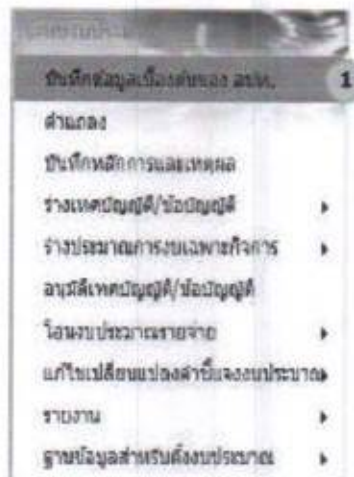 บันทึกข้อมูลเบื้องต้นของ อปท. 1
คำแถลง
บันทึกหลักการและเหตุผล
ร่างเทศบัญญัติ/ข้อบัญญัติ
ร่างประมาณการงบเฉพาะกิจการ
อนุมัติเทศบัญญัติ/ข้อบัญญัติ
โอนงบประมาณรายจ่าย
แก้ไขเปลี่ยนแปลงคำชี้แจงงบประมาณ
รายงาน
ฐานข้อมูลสำหรับตั้งงบประมาณ